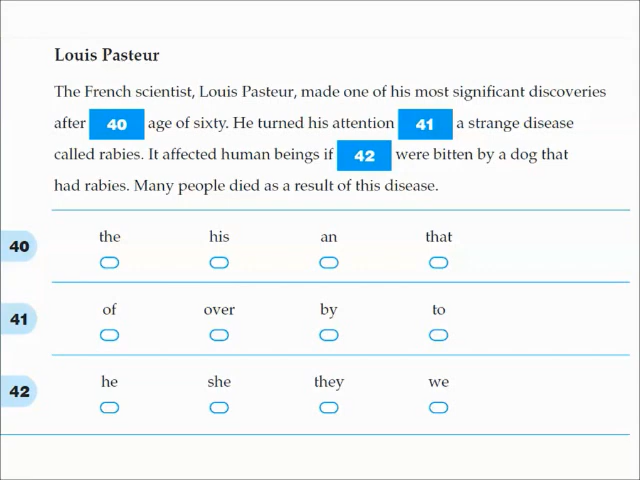 Louis Pasteur
The French scientist, Louis Pasteur, made one of his most significant discoveries
after 40 age of sixty. He turned his attention 41 a strange disease
called rabies. It affected human beings if 42 were bitten by a dog that
had rabies. Many people died as a result of this disease.
40 the his an that
41 of over by to
42 he she they we